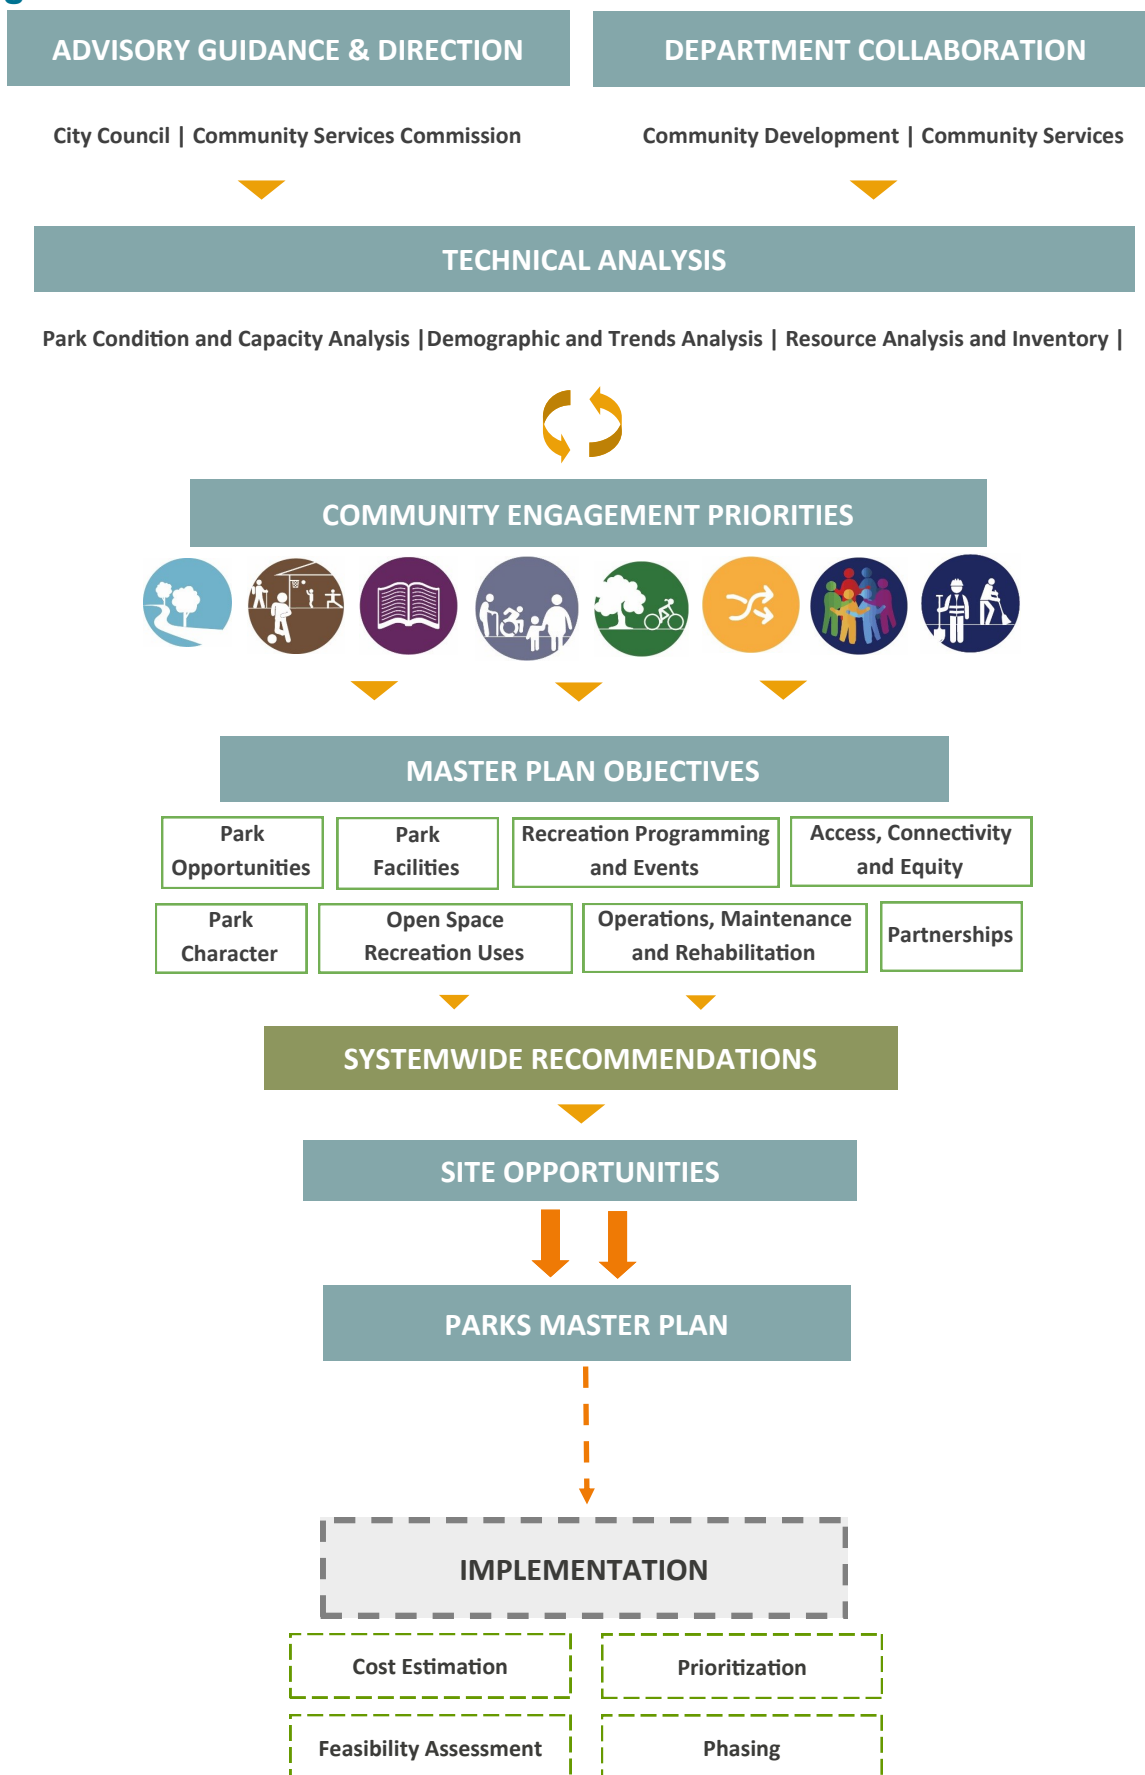 ADVISORY GUIDANCE & DIRECTION
DEPARTMENT COLLABORATION
City Council | Community Services Commission
Community Development | Community Services
TECHNICAL ANALYSIS
Park Condition and Capacity Analysis |Demographic and Trends Analysis | Resource Analysis and Inventory |
COMMUNITY ENGAGEMENT PRIORITIES
MASTER PLAN OBJECTIVES
Park
Opportunities
Park
Facilities
Recreation Programming
and Events
Access, Connectivity
and Equity
Park
Character
Open Space
Recreation Uses
Operations, Maintenance
and Rehabilitation
Partnerships
SYSTEMWIDE RECOMMENDATIONS
SITE OPPORTUNITIES
PARKS MASTER PLAN
IMPLEMENTATION
Cost Estimation
Prioritization
Feasibility Assessment
Phasing